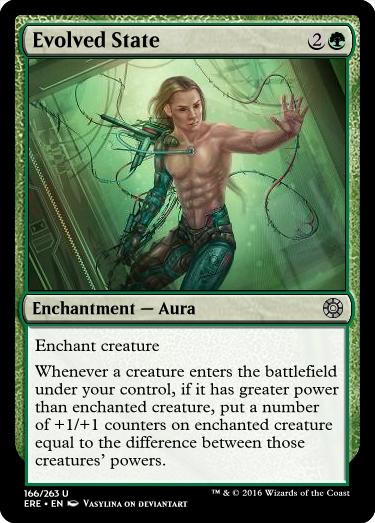 Evolved State 2
Enchantment — Aura
Enchant creature
Whenever a creature enters the battlefield
under your control, if it has greater power
than enchanted creature, put a number
of +1/+1 counters on enchanted creature
equal to the difference between those
creatures' powers.
166/263 U
ERE • EN Vasylina on deviantart
™ & © 2016 Wizards of the Coast